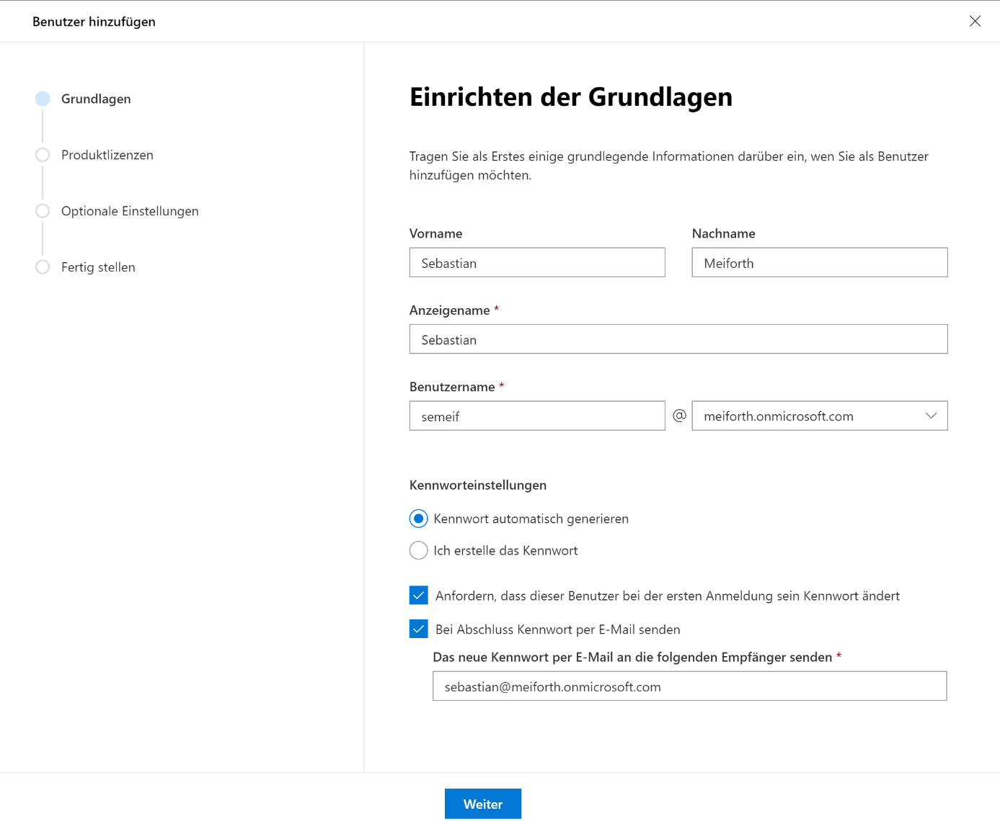 Benutzer hinzufügen
Grundlagen
Produktlizenzen
Optionale Einstellungen
Fertig stellen
Einrichten der Grundlagen
Tragen Sie als Erstes einige grundlegende Informationen darüber ein, wen Sie als Benutzer
hinzufügen möchten.
Vorname
Nachname
Sebastian
Meiforth
Anzeigename *
Sebastian
Benutzername *
semeif @ meiforth.onmicrosoft.com
Kennworteinstellungen
Kennwort automatisch generieren
Ich erstelle das Kennwort
Anfordern, dass dieser Benutzer bei der ersten Anmeldung sein Kennwort ändert
Bei Abschluss Kennwort per E-Mail senden
Das neue Kennwort per E-Mail an die folgenden Empfänger senden *
sebastian@meiforth.onmicrosoft.com
Weiter